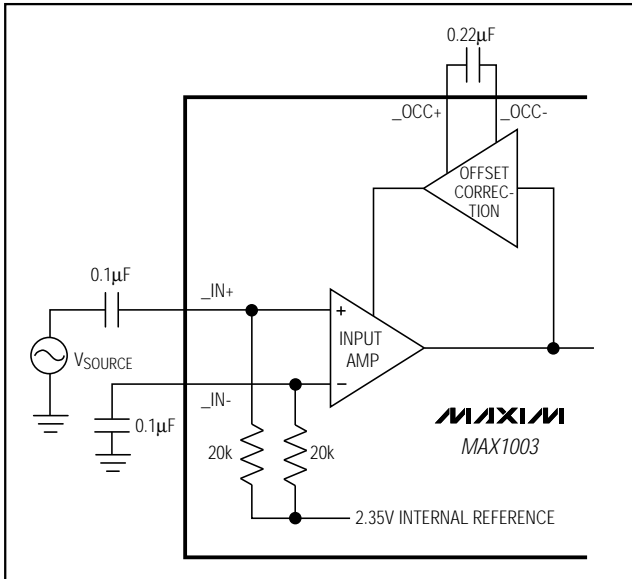 0.22µF
_OCC+
_OCC-
OFFSET
CORREC-
TION
0.1µF
_IN+
+
INPUT
AMP
VSOURCE
_IN-
−
0.1µF
20k
20k
MAXIM
MAX1003
2.35V INTERNAL REFERENCE